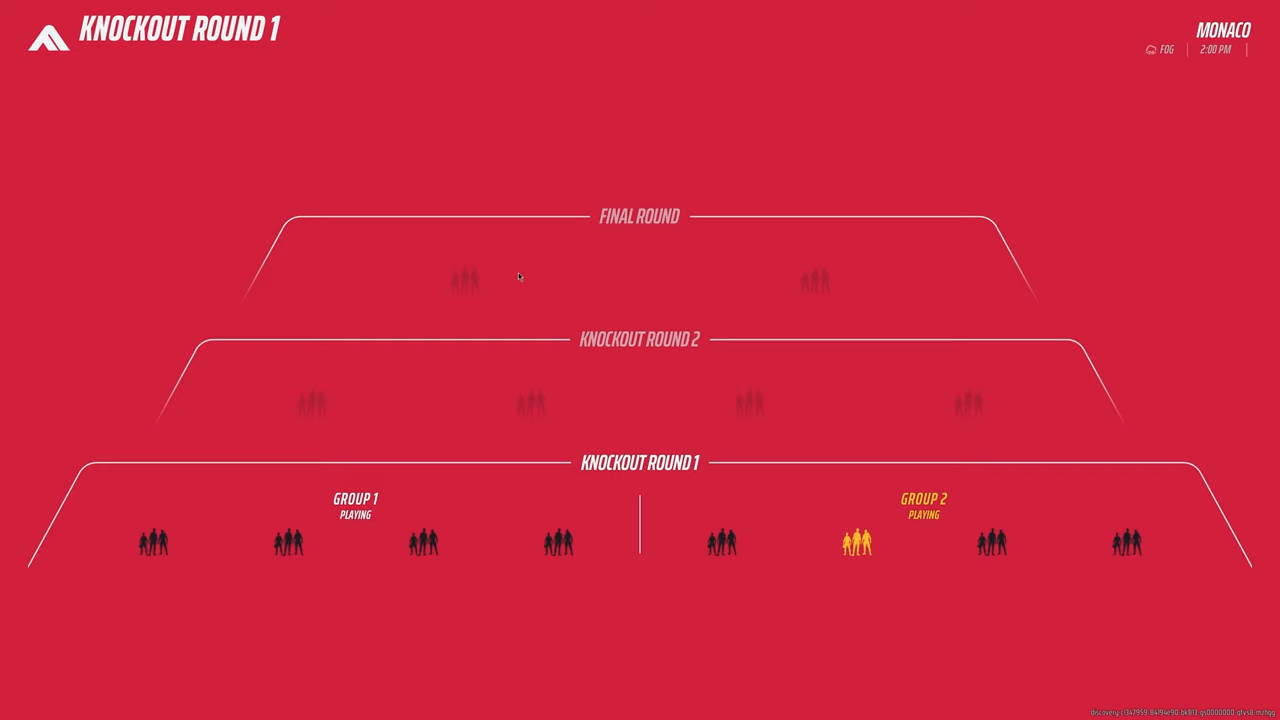 KNOCKOUT ROUND 1
MONACO
FOG
2:00 PM
FINAL ROUND
KNOCKOUT ROUND 2
KNOCKOUT ROUND 1
GROUP 1
PLAYING
GROUP 2
PLAYING